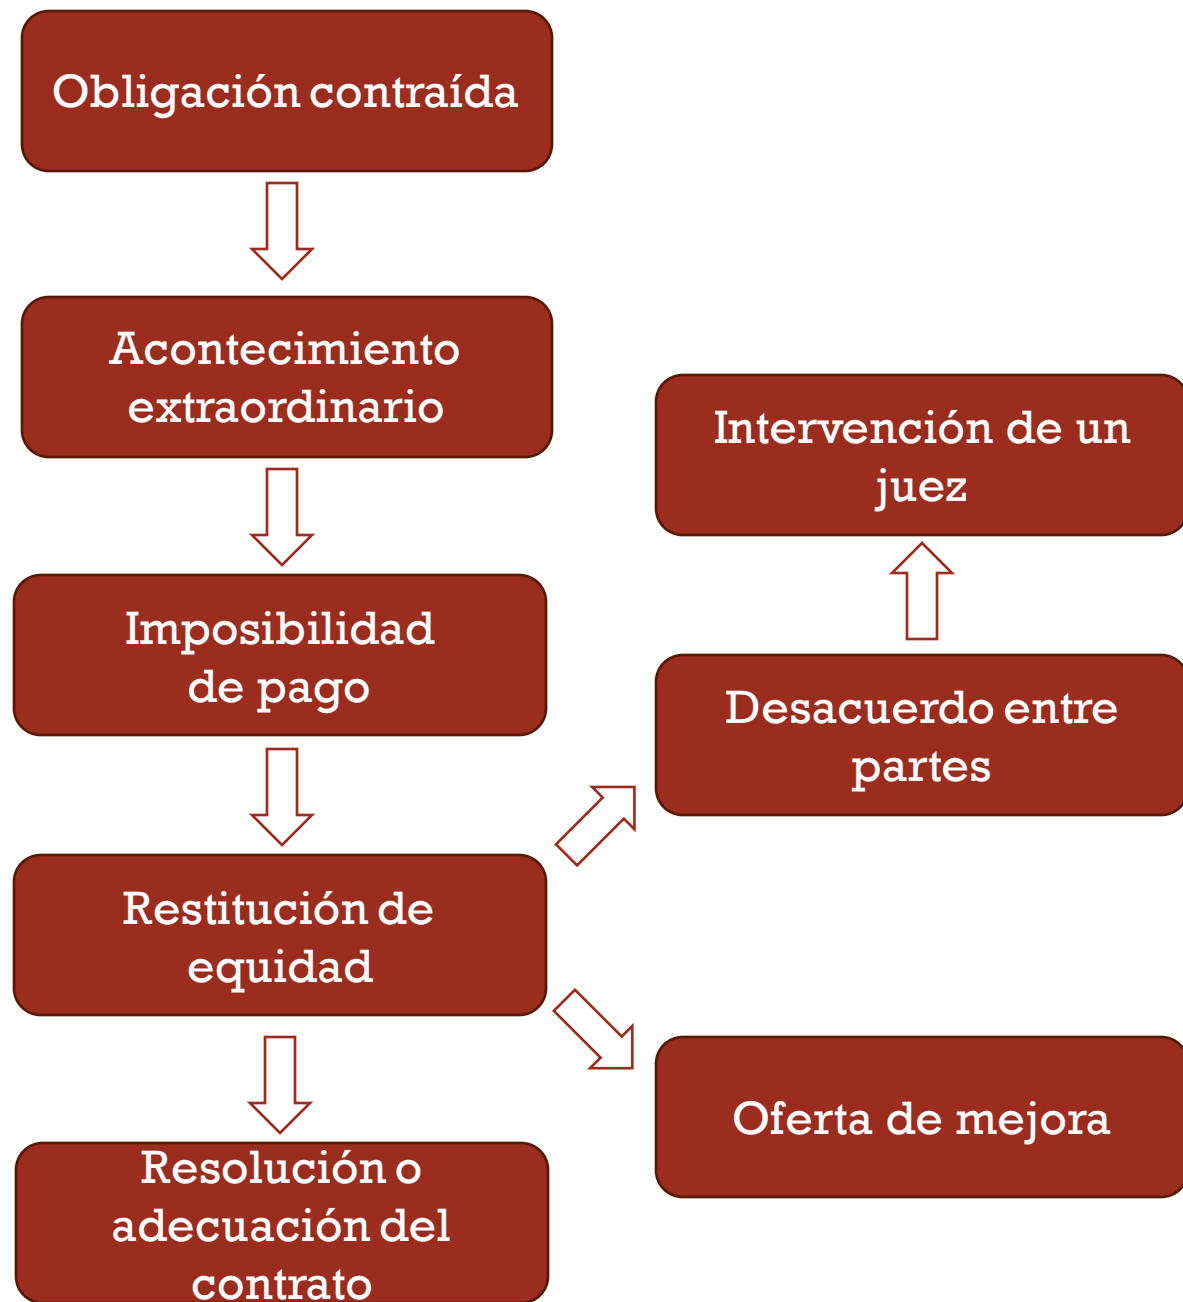 Obligación contraída
Acontecimiento
extraordinario
Imposibilidad
de pago
Restitución de
equidad
Resolución o
adecuación del
contrato
Intervención de un
juez
Desacuerdo entre
partes
Oferta de mejora